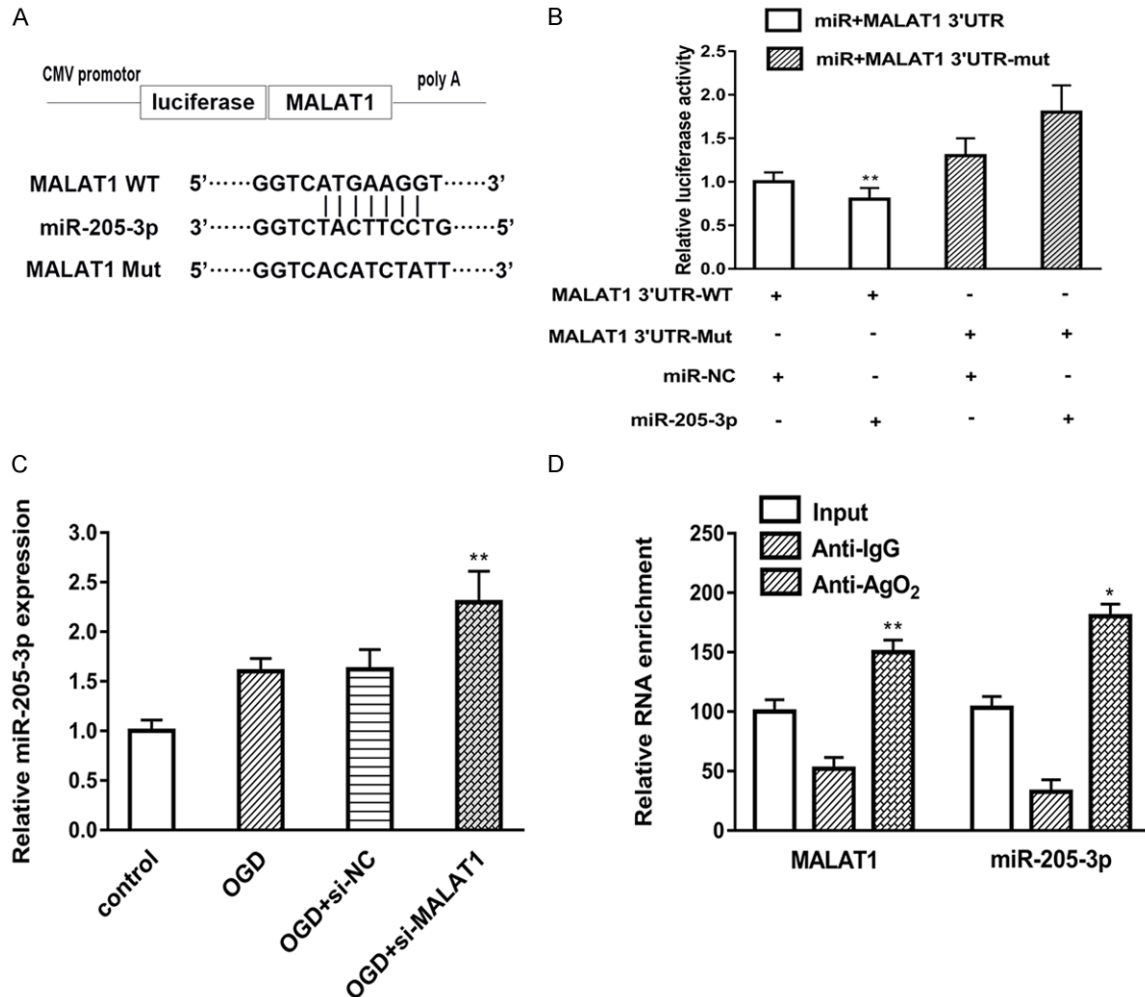 A
CMV promotor
luciferase
MALAT1
poly A
MALAT1 WT 5’······GGTCATGAAGGT······3’
miR-205-3p 3’······GGTCTACTTCCTG······5’
MALAT1 Mut 5’······GGTCACATCTATT······3’
B
miR+MALAT1 3'UTR
miR+MALAT1 3'UTR-mut
Relative luciferaase activity
2.5
2.0
1.5
1.0
0.5
0.0
**
MALAT1 3'UTR-WT + + - -
MALAT1 3'UTR-Mut - - + +
miR-NC + - + -
miR-205-3p - + - +
C
Relative miR-205-3p expression
3.0
2.5
2.0
1.5
1.0
0.5
0.0
**
control
OGD
OGD+si-NC
OGD+si-MALAT1
D
Input
Anti-IgG
Anti-AgO₂
Relative RNA enrichment
250
200
150
100
50
0
**
*
MALAT1
miR-205-3p